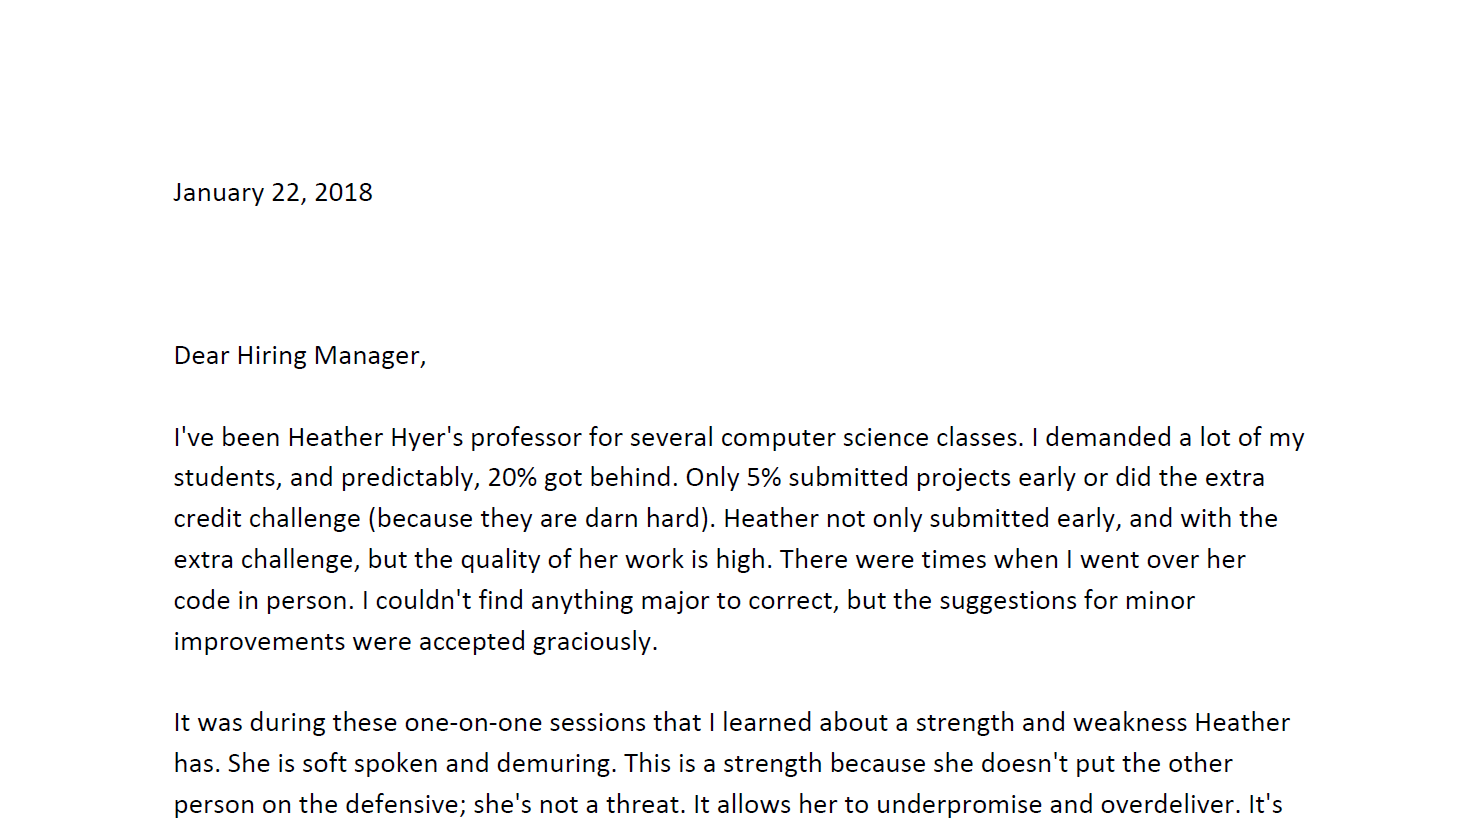 January 22, 2018
Dear Hiring Manager,
I've been Heather Hyer's professor for several computer science classes. I demanded a lot of my
students, and predictably, 20% got behind. Only 5% submitted projects early or did the extra
credit challenge (because they are darn hard). Heather not only submitted early, and with the
extra challenge, but the quality of her work is high. There were times when I went over her
code in person. I couldn't find anything major to correct, but the suggestions for minor
improvements were accepted graciously.
It was during these one-on-one sessions that I learned about a strength and weakness Heather
has. She is soft spoken and demuring. This is a strength because she doesn't put the other
person on the defensive; she's not a threat. It allows her to underpromise and overdeliver. It's